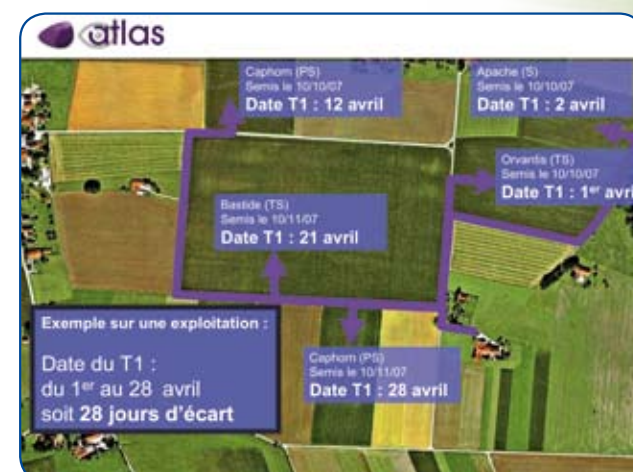 atlas
Caphorn (PS)
Semis le 10/10/07
Date T1 : 12 avril
Apache (S)
Semis le 10/10/07
Date T1 : 2 avril
Orvantis (TS)
Semis le 10/10/07
Date T1 : 1er avril
Bastide (TS)
Semis le 10/11/07
Date T1 : 21 avril
Caphorn (PS)
Semis le 10/11/07
Date T1 : 28 avril
Exemple sur une exploitation :
Date du T1 :
du 1er au 28 avril
soit 28 jours d'écart